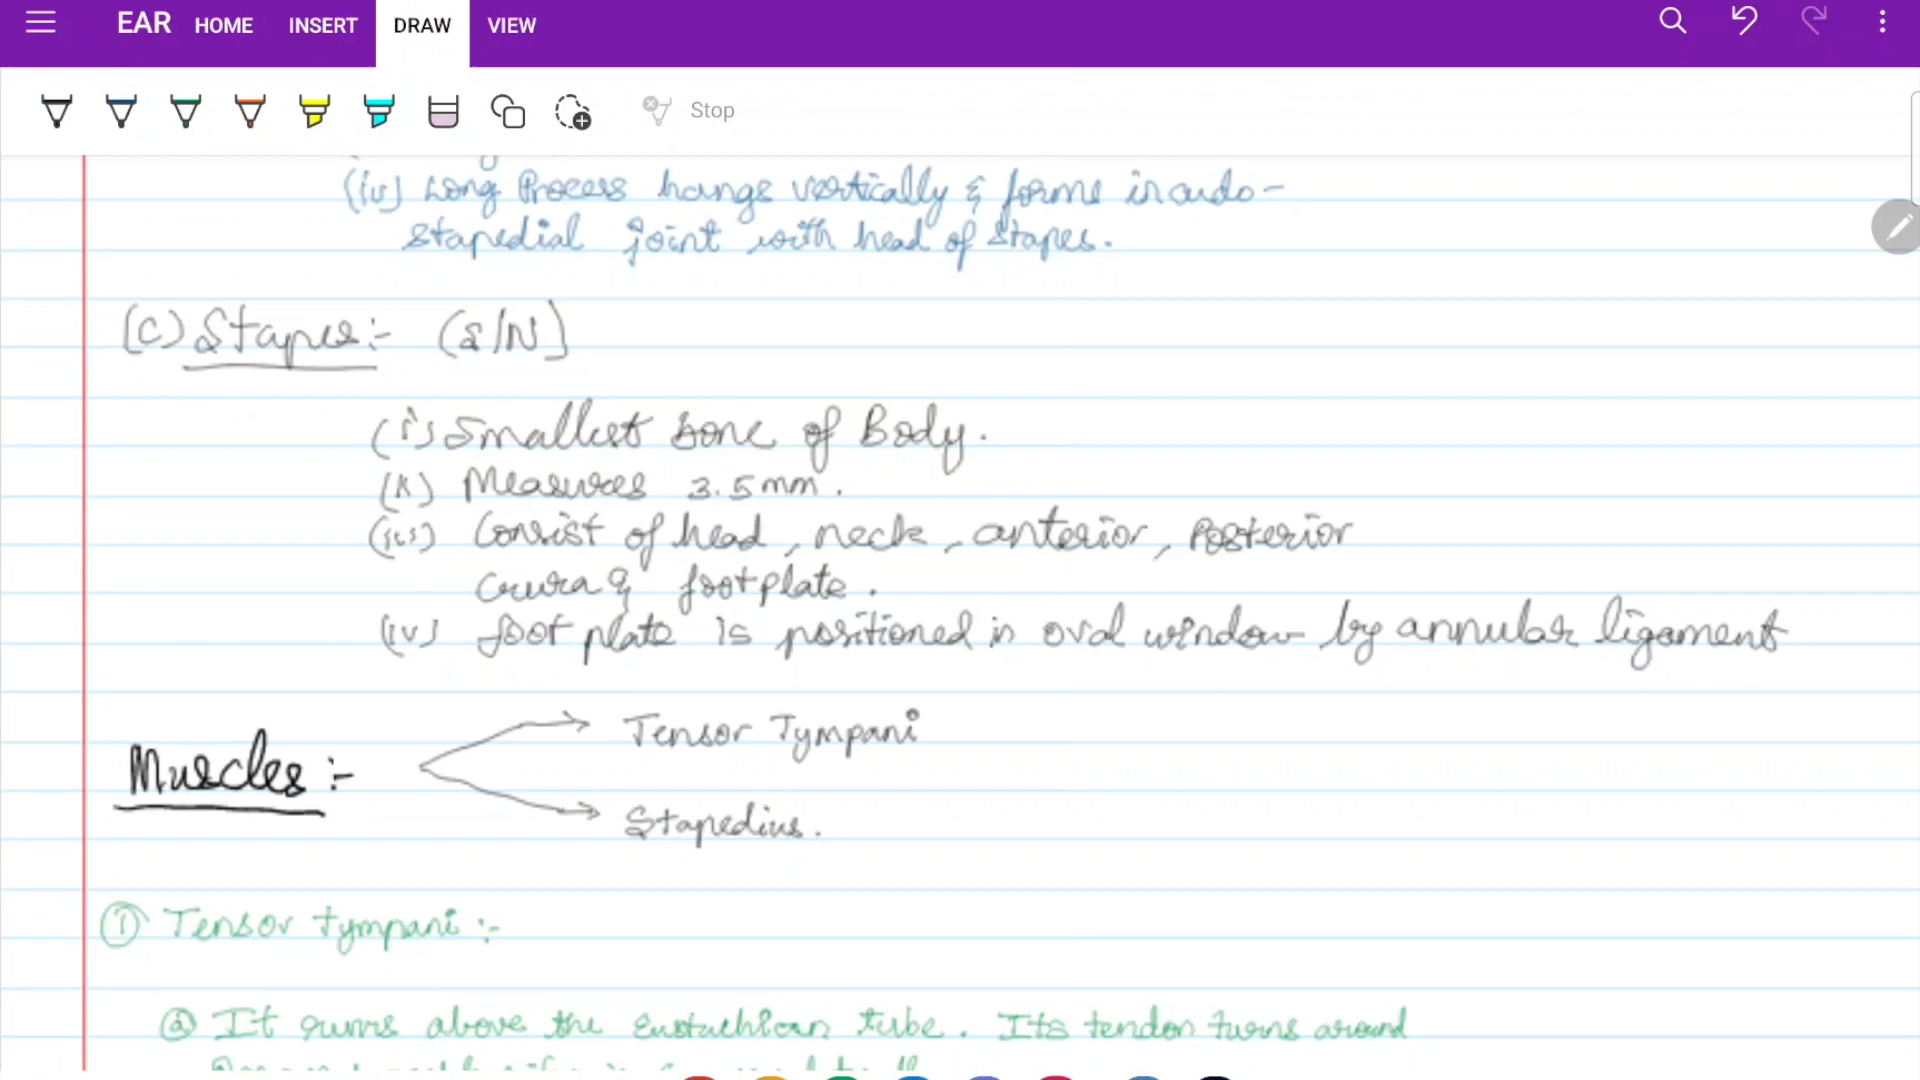 EAR HOME INSERT DRAW VIEW
Stop
(iv) Long Process hangs vertically & forms incudo-
stapedial joint with head of stapes.
(C) Stapes:- (S/N)
(i) Smallest bone of Body.
(ii) Measures 3.5mm.
(iii) Consist of head, neck, anterior, Posterior
Crura & footplate.
(iv) foot plate is positioned in oval window by annular ligament
Muscles:-
Tensor Tympani
Stapedius.
① Tensor tympani:-
ⓐ It runs above the Eustachian tube. Its tendon turns around